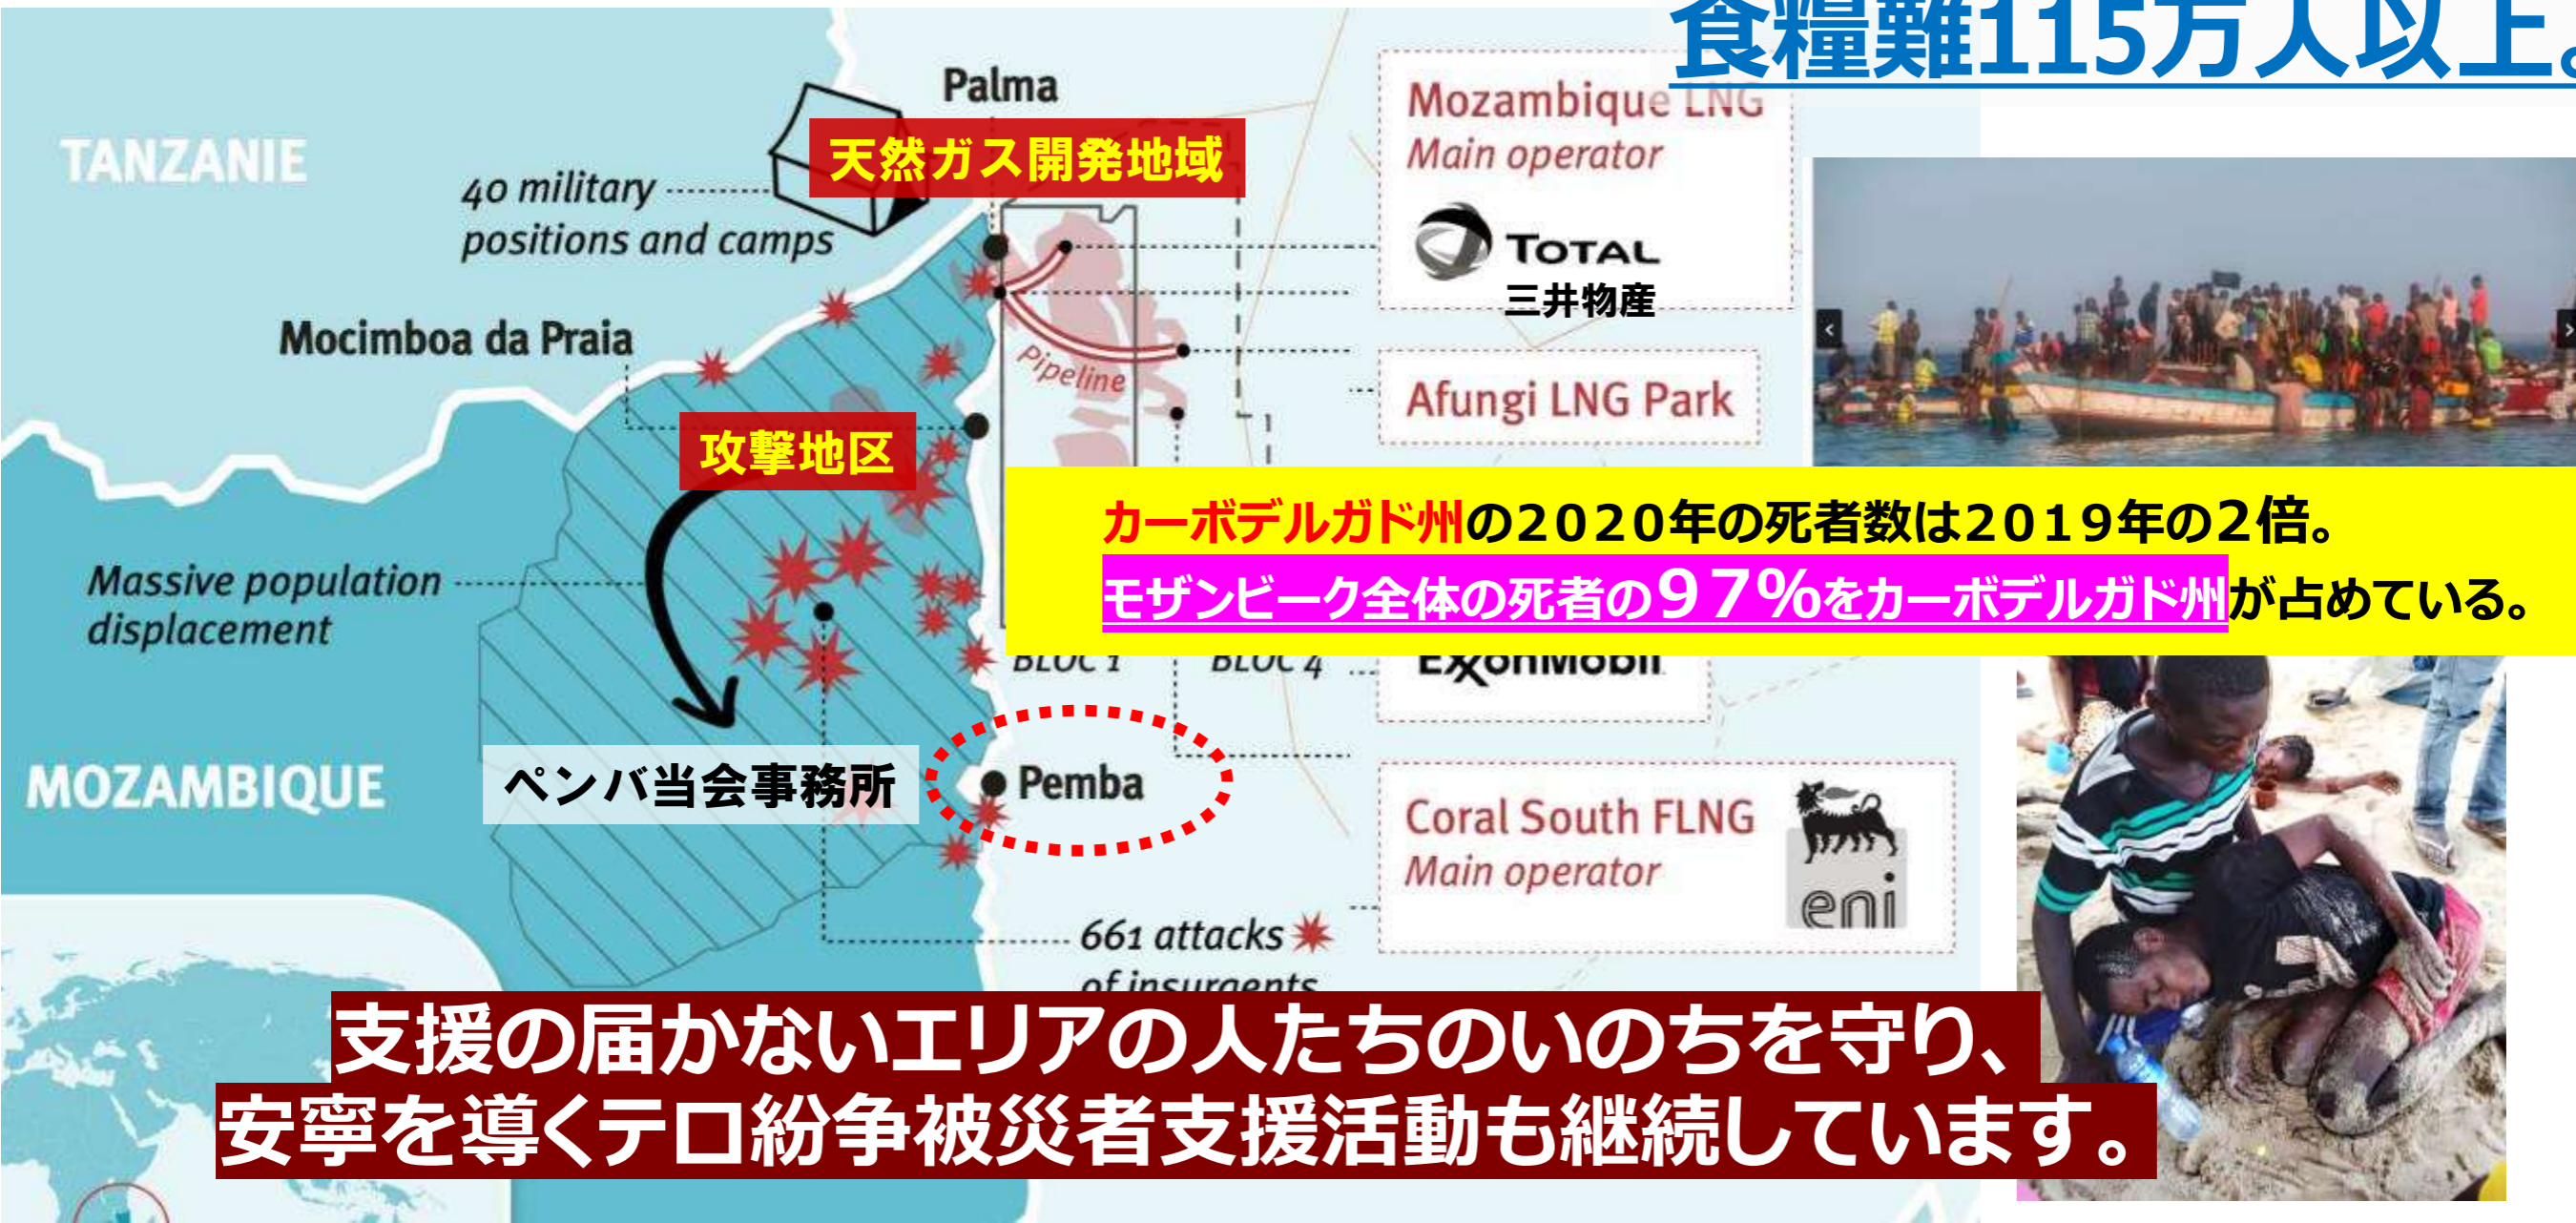 食糧難115万人以上。
Palma
天然ガス開発地域
TANZANIE
40 military
positions and camps
Mozambique LNG
Main operator
TOTAL
三井物産
Mocimboa da Praia
Pipeline
Afungi LNG Park
攻撃地区
カーボデルガド州の2020年の死者数は2019年の2倍。
モザンビーク全体の死者の97%をカーボデルガド州が占めている。
Massive population
displacement
BLOC 1
BLOC 4
ExxonMobil
MOZAMBIQUE
ペンバ当会事務所
Pemba
Coral South FLNG
Main operator
eni
661 attacks
of insurgents
支援の届かないエリアの人たちのいのちを守り、
安寧を導くテロ紛争被災者支援活動も継続しています。